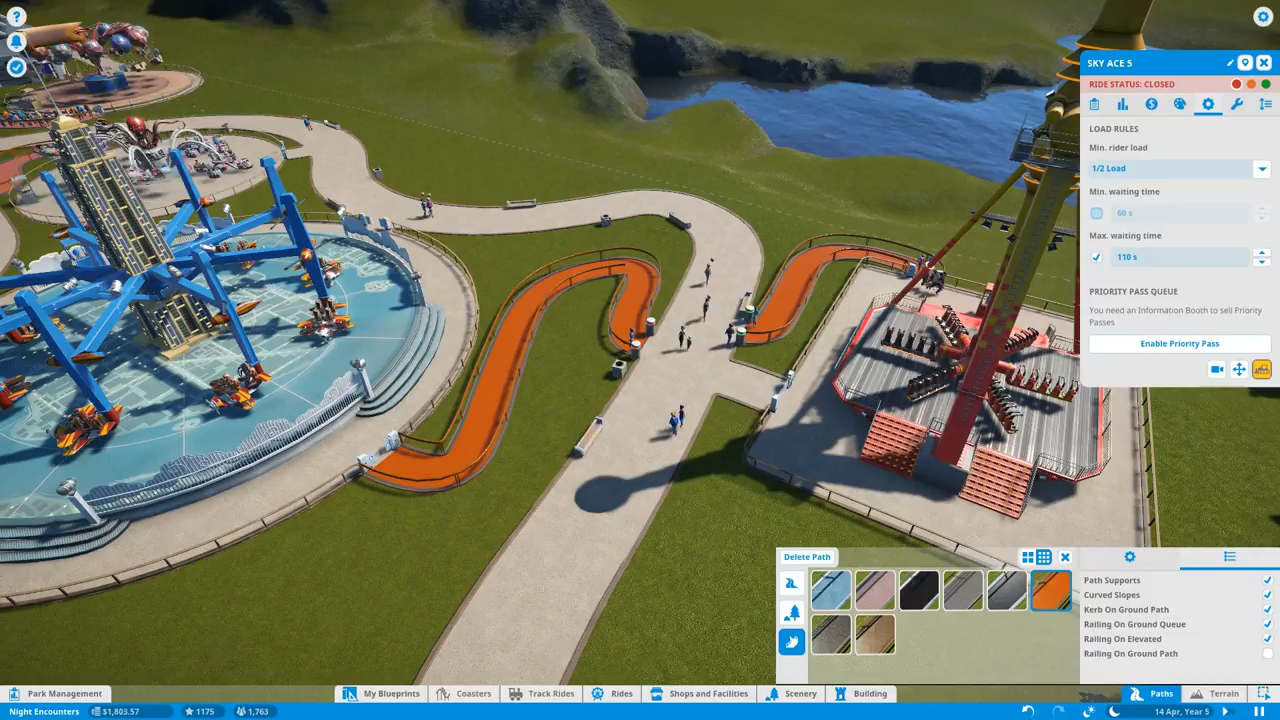 SKY ACE 5
RIDE STATUS: CLOSED
LOAD RULES
Min. rider load
1/2 Load
Min. waiting time
60 s
Max. waiting time
110 s
PRIORITY PASS QUEUE
You need an Information Booth to sell Priority
Passes
Enable Priority Pass
Delete Path
Path Supports
Curved Slopes
Kerb On Ground Path
Railing On Ground Queue
Railing On Elevated
Railing On Ground Path
Park Management
My Blueprints
Coasters
Track Rides
Rides
Shops and Facilities
Scenery
Building
Paths
Terrain
Night Encounters
$1,803.57
1175
1,763
14 Apr, Year 5